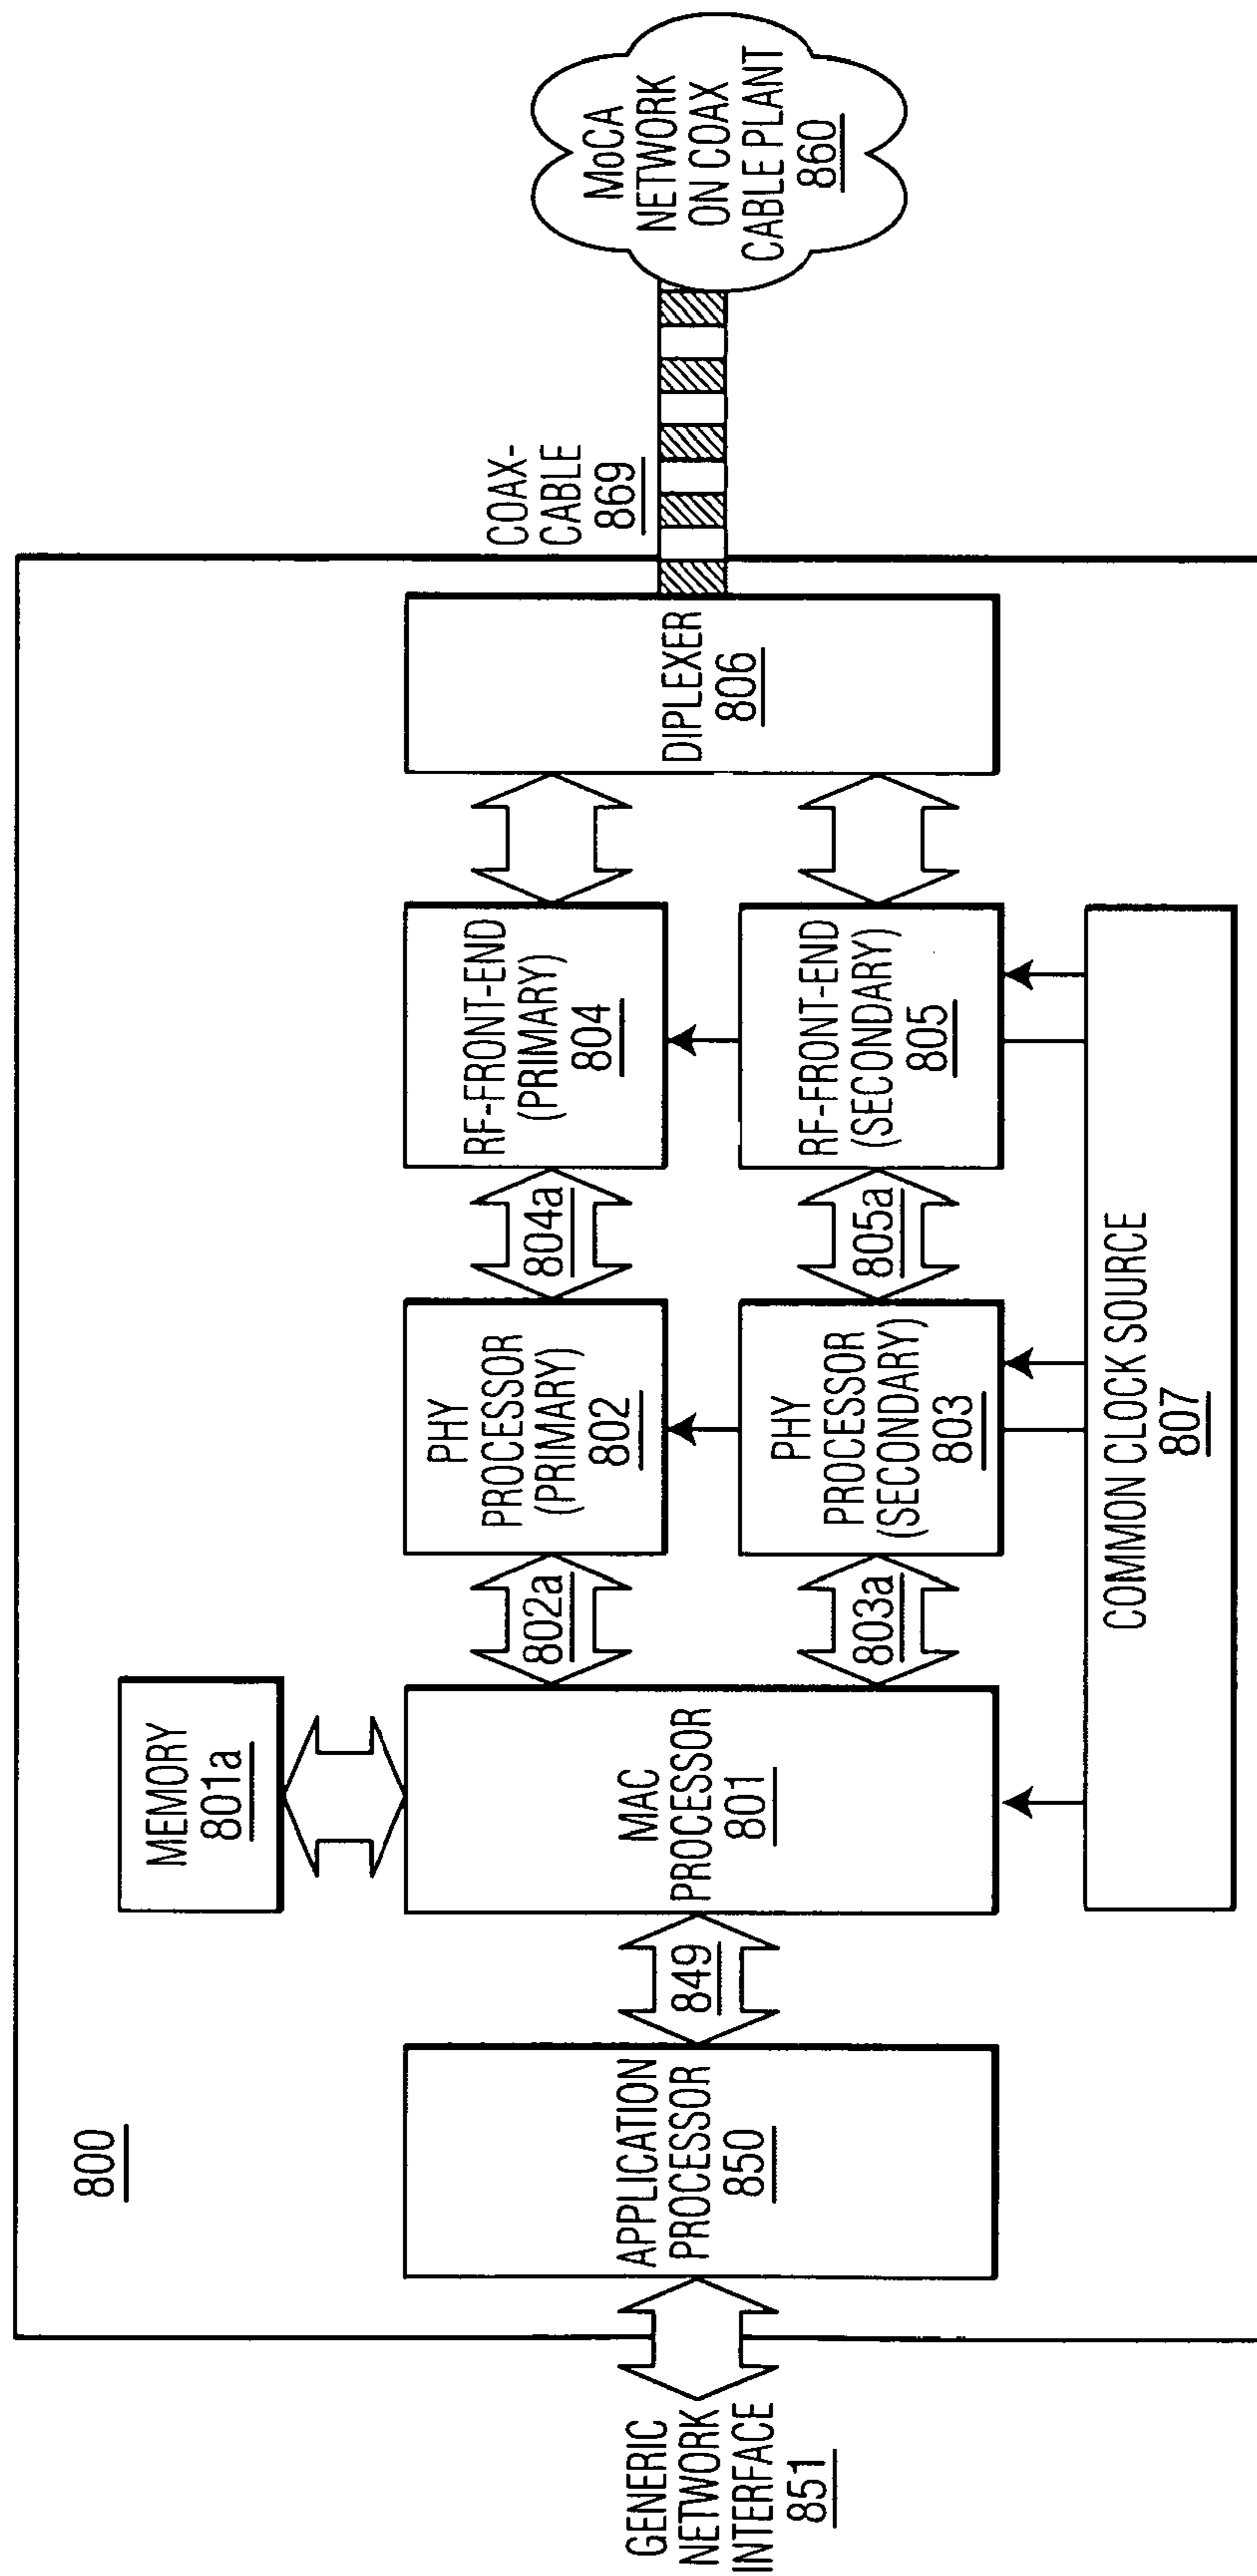 800
MEMORY
801a
GENERIC
NETWORK
INTERFACE
851
APPLICATION
PROCESSOR
850
849
MAC
PROCESSOR
801
802a
803a
PHY
PROCESSOR
(PRIMARY)
802
PHY
PROCESSOR
(SECONDARY)
803
804a
805a
RF-FRONT-END
(PRIMARY)
804
RF-FRONT-END
(SECONDARY)
805
DIPLEXER
806
COAX-
CABLE
869
MoCA
NETWORK
ON COAX
CABLE PLANT
860
COMMON CLOCK SOURCE
807